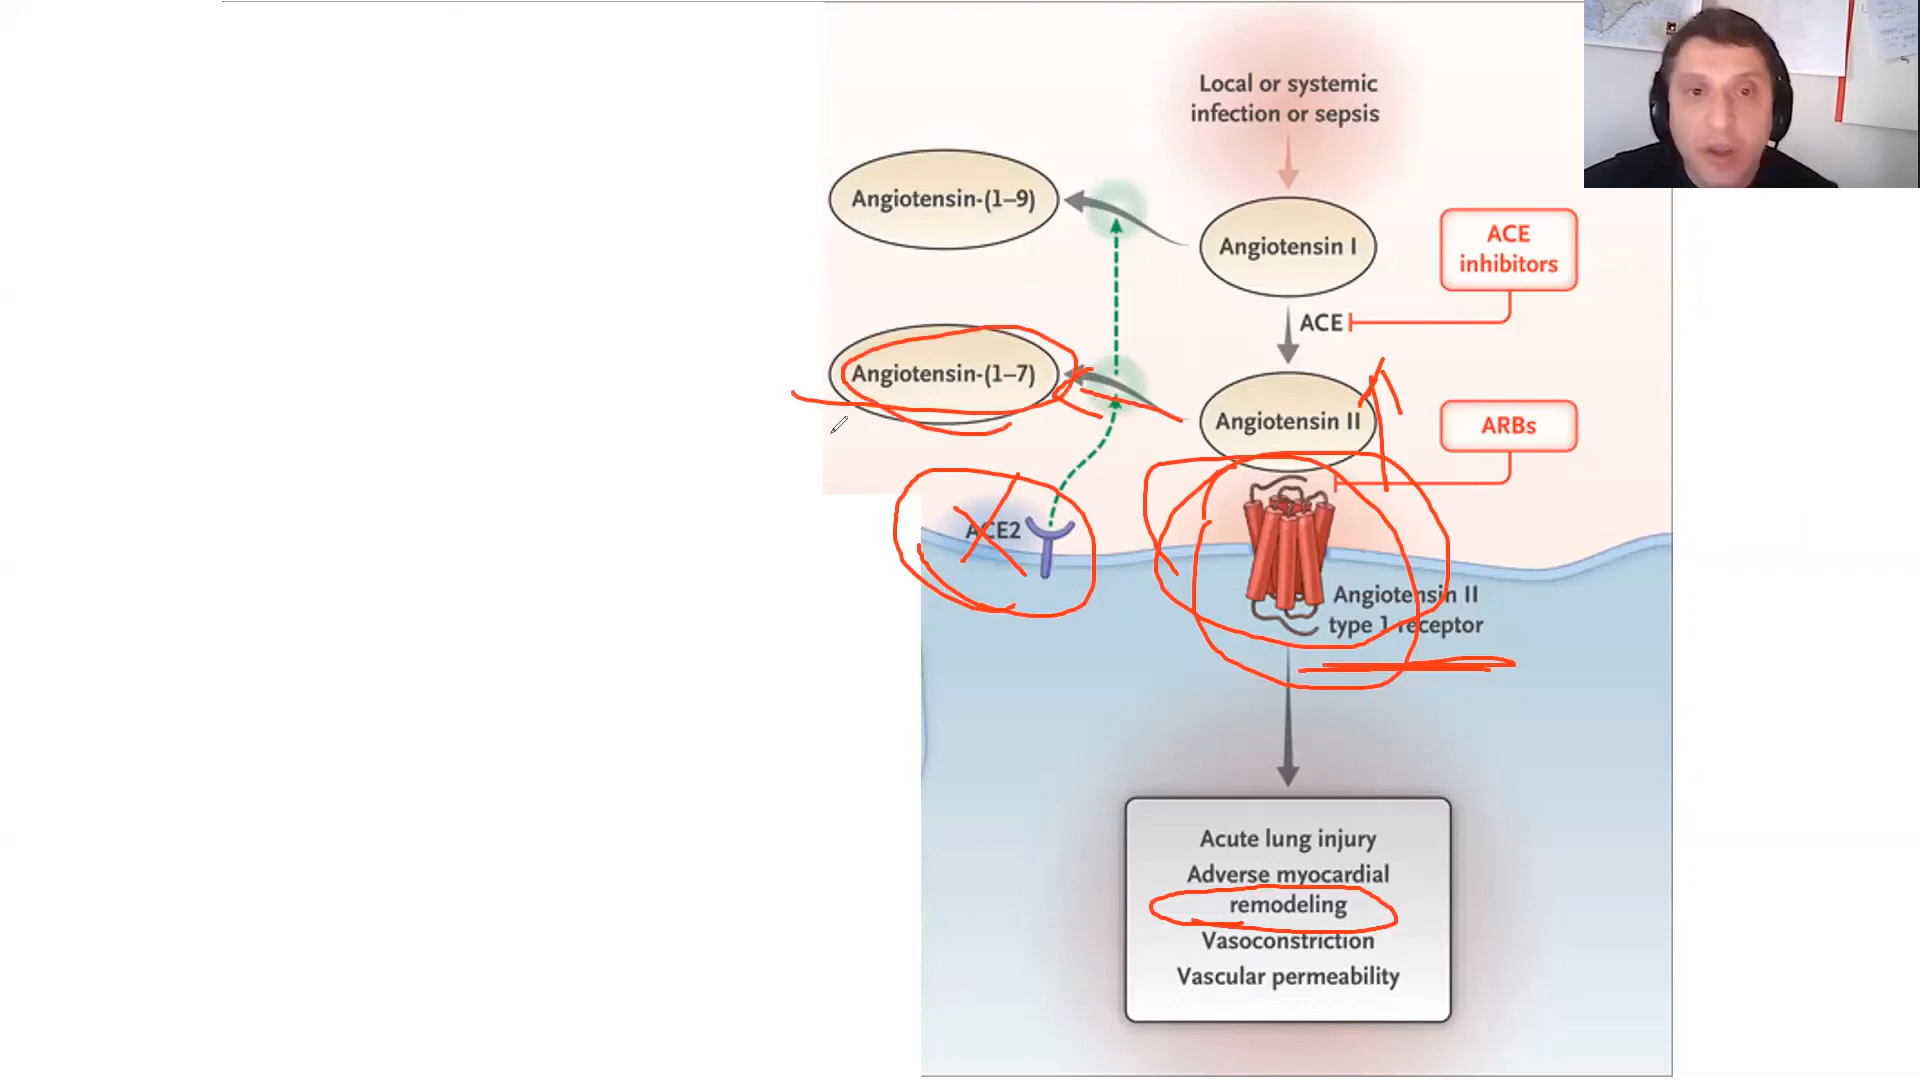 Local or systemic
infection or sepsis
Angiotensin-(1–9)
Angiotensin I
ACE
inhibitors
ACE
Angiotensin-(1–7)
Angiotensin II
ARBs
ACE2
Angiotensin II
type 1 receptor
Acute lung injury
Adverse myocardial
remodeling
Vasoconstriction
Vascular permeability